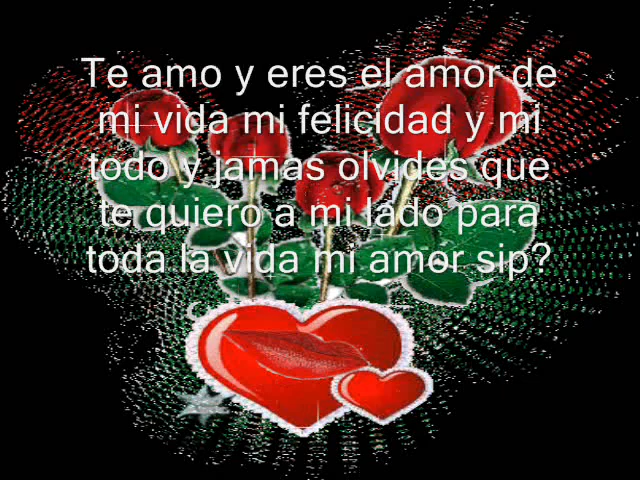 Te amo y eres el amor de
mi vida mi felicidad y mi
todo y jamas olvides que
te quiero a mi lado para
toda la vida mi amor sip?